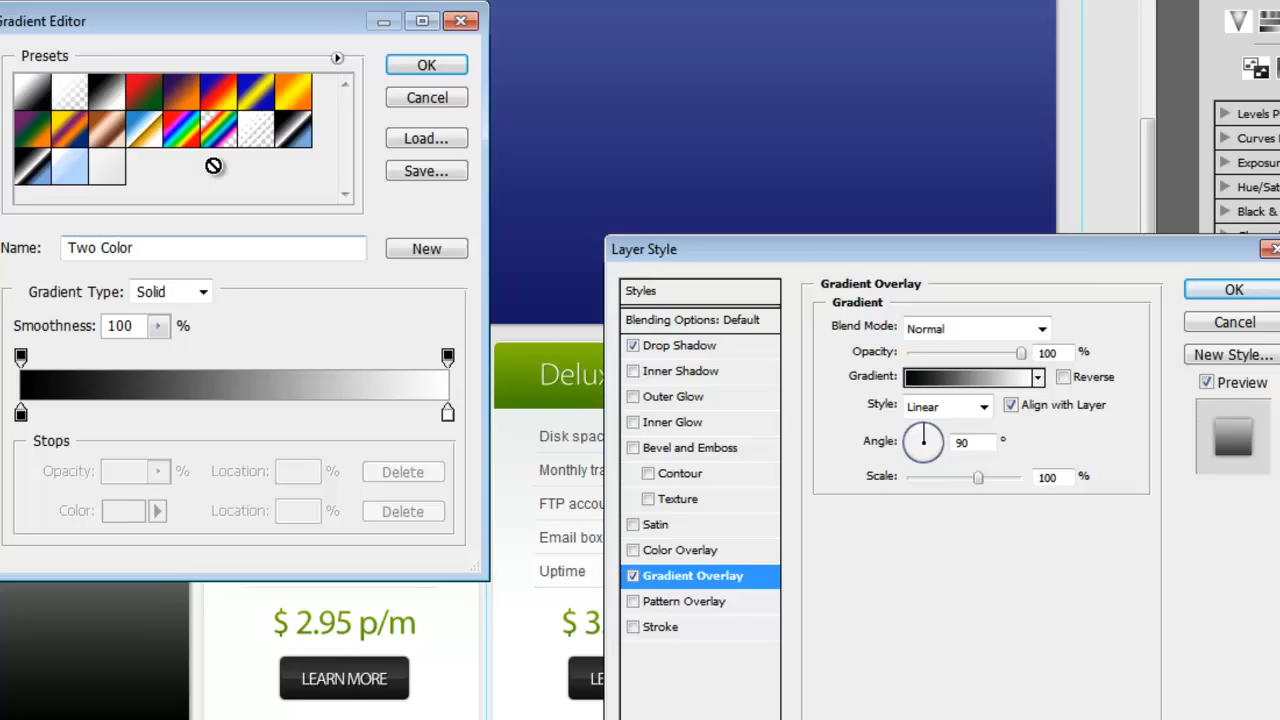 Gradient Editor
Presets
OK
Cancel
Load...
Save...
Name: Two Color
New
Gradient Type: Solid
Smoothness: 100 %
Stops
Opacity: % Location: % Delete
Color: Location: % Delete
Levels P
Curves
Exposur
Hue/Sat
Black &
Layer Style
Styles
Blending Options: Default
Drop Shadow
Inner Shadow
Outer Glow
Inner Glow
Bevel and Emboss
Contour
Texture
Satin
Color Overlay
Gradient Overlay
Pattern Overlay
Stroke
Gradient Overlay
Gradient
Blend Mode: Normal
Opacity: 100 %
Gradient: Reverse
Style: Linear Align with Layer
Angle: 90 °
Scale: 100 %
OK
Cancel
New Style...
Preview
Delux
Disk spac
Monthly tra
FTP accou
Email box
Uptime
$ 2.95 p/m
$ 3.
LEARN MORE
LE